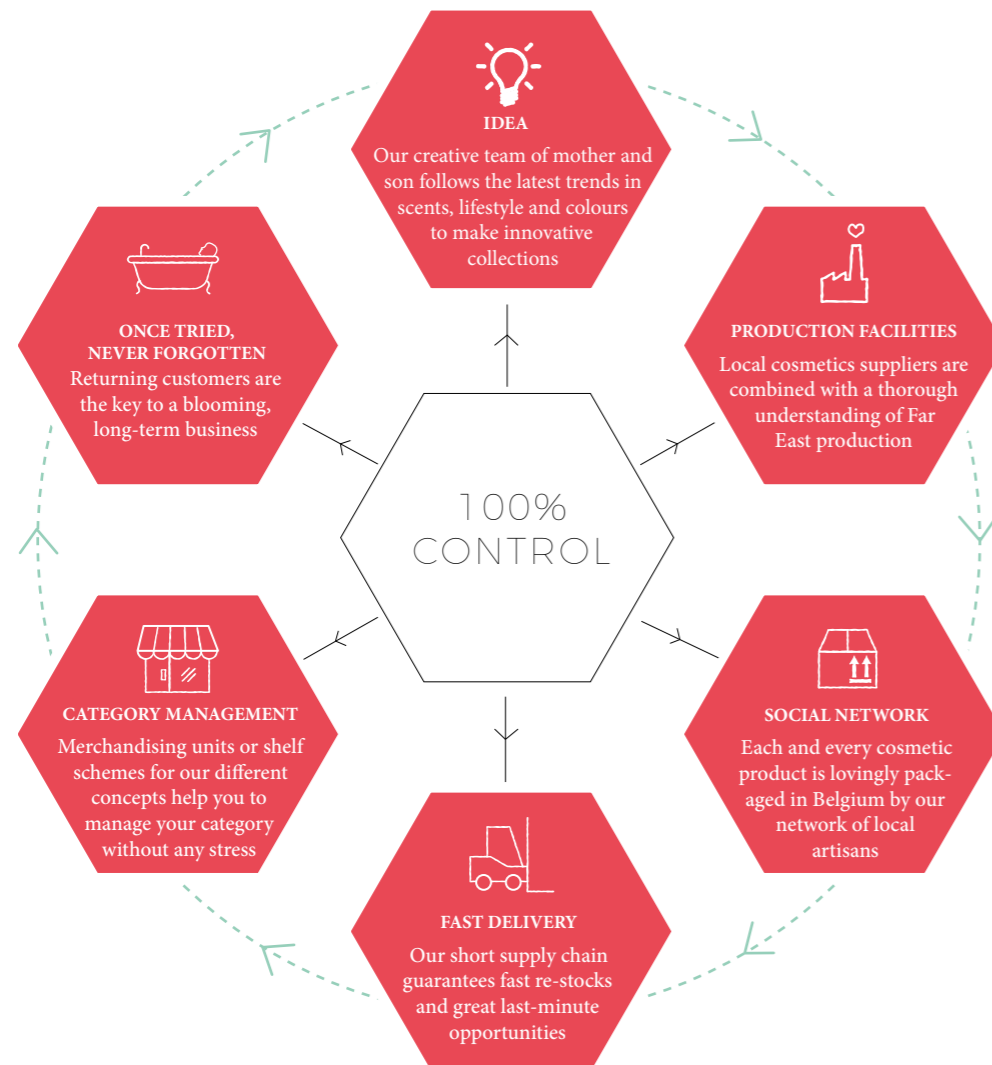 IDEA
Our creative team of mother and
son follows the latest trends in
scents, lifestyle and colours
to make innovative
collections
PRODUCTION FACILITIES
Local cosmetics suppliers are
combined with a thorough
understanding of Far
East production
SOCIAL NETWORK
Each and every cosmetic
product is lovingly pack-
aged in Belgium by our
network of local
artisans
FAST DELIVERY
Our short supply chain
guarantees fast re-stocks
and great last-minute
opportunities
CATEGORY MANAGEMENT
Merchandising units or shelf
schemes for our different
concepts help you to
manage your category
without any stress
ONCE TRIED,
NEVER FORGOTTEN
Returning customers are
the key to a blooming,
long-term business
100%
CONTROL